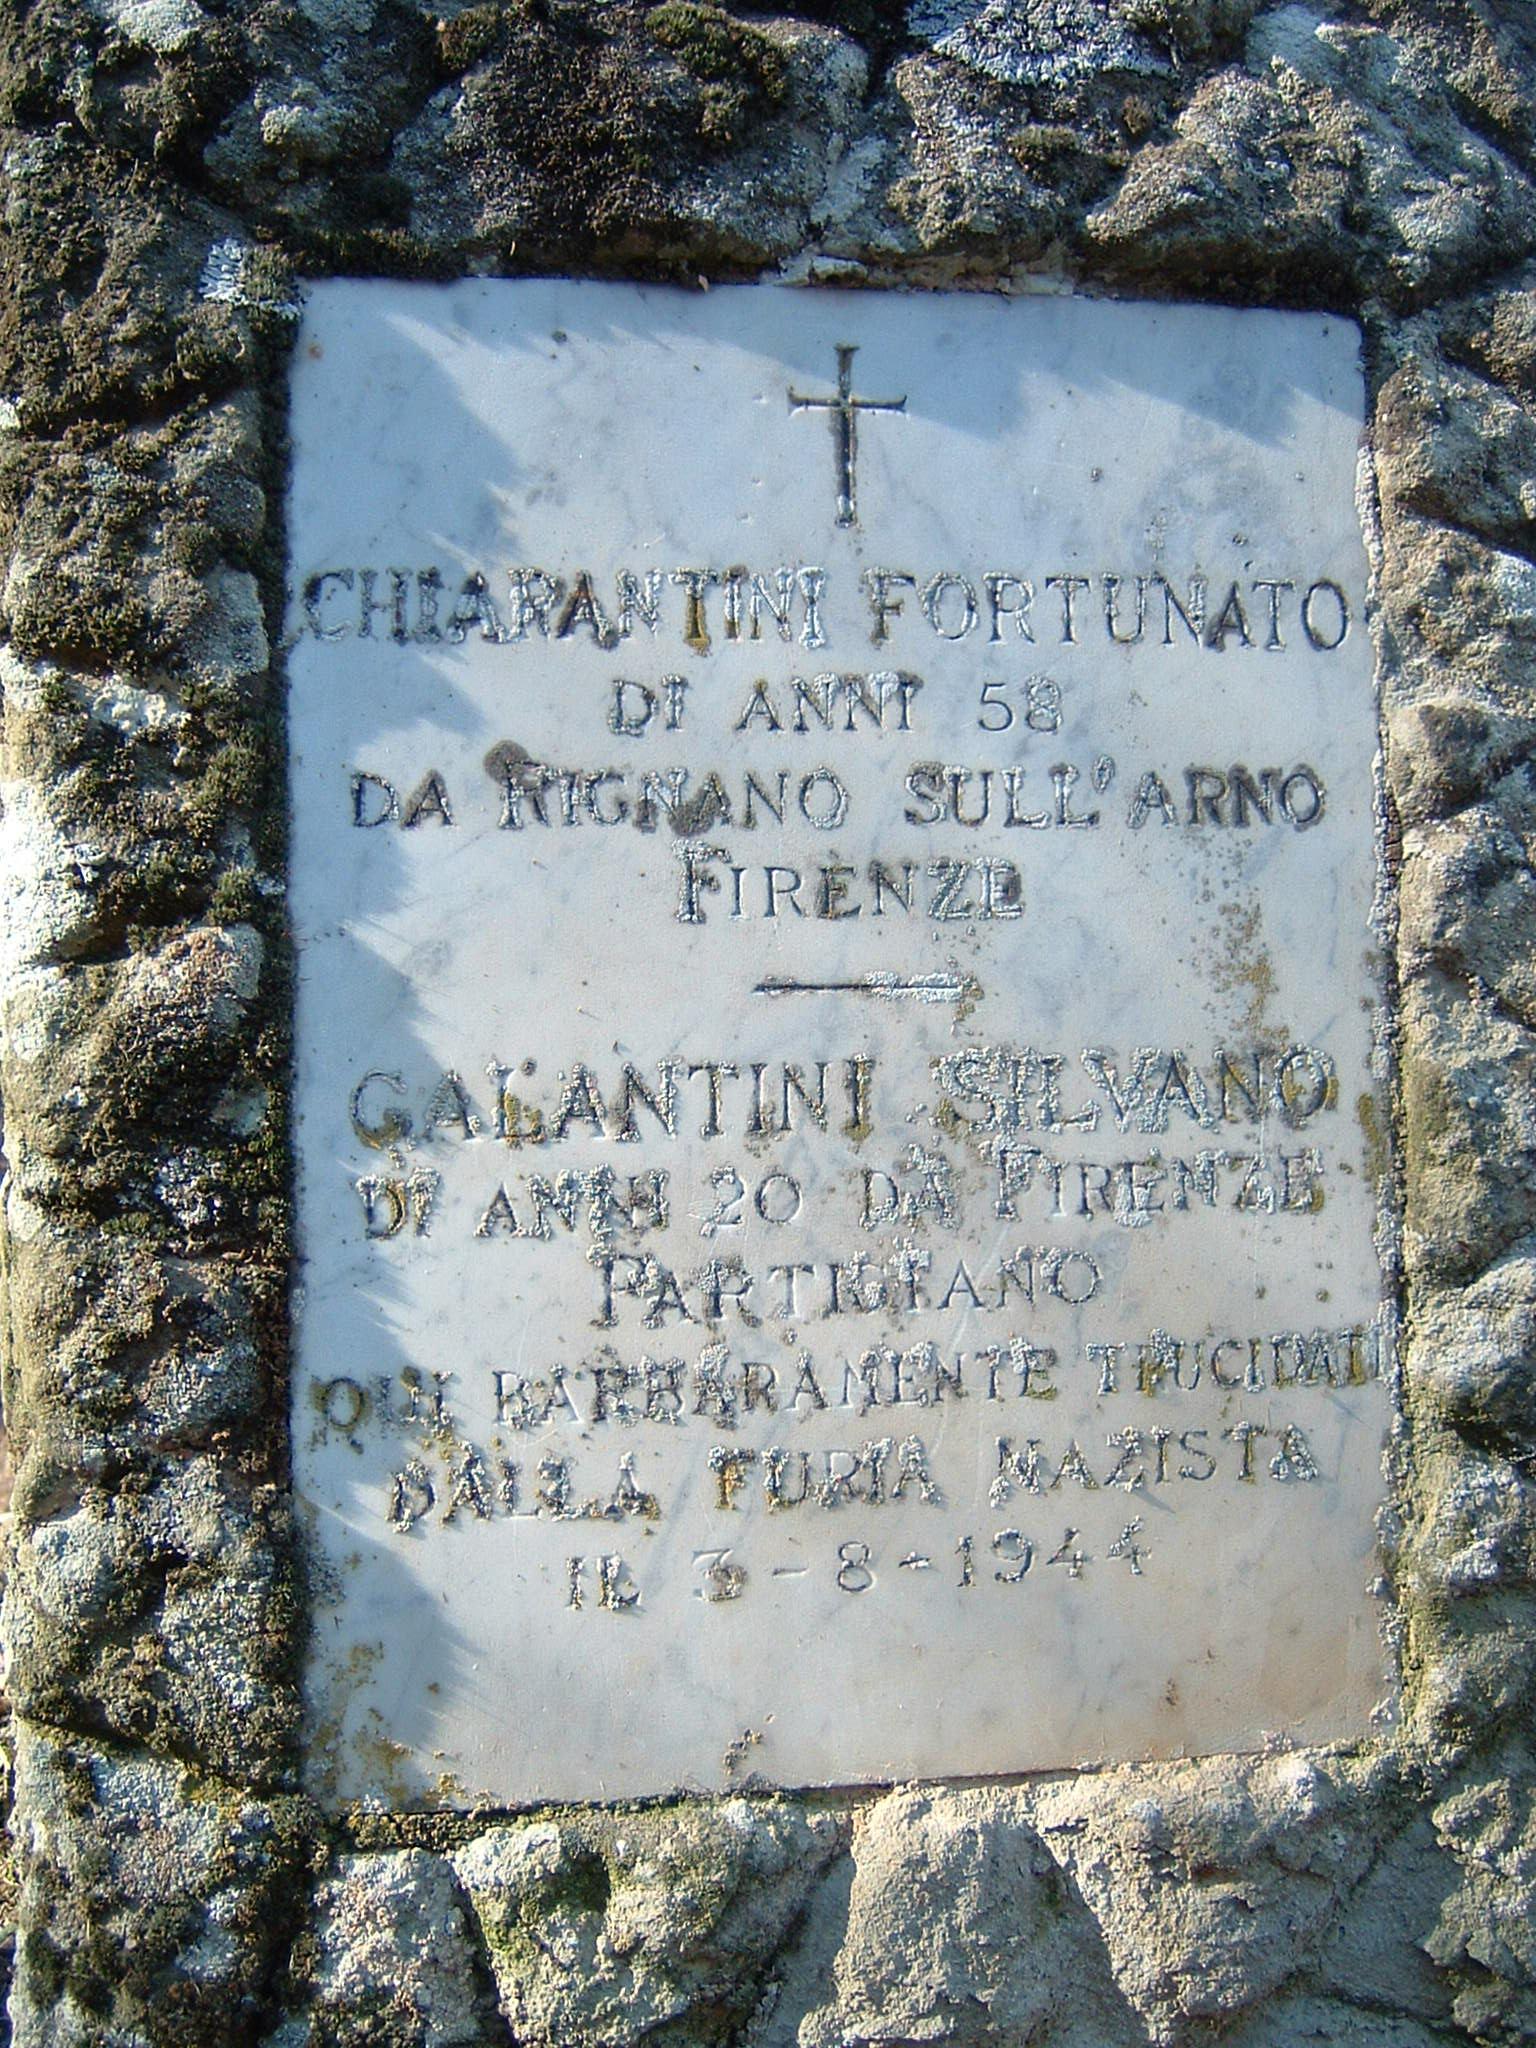 CHIARANTINI FORTUNATO
DI ANNI 58
DA RIGNANO SULL'ARNO
FIRENZE
GALANTINI SILVANO
DI ANNI 20 DA FIRENZE
PARTIGIANO
QUI BARBARAMENTE TRUCIDATI
DALLA FURIA NAZISTA
IL 3-8-1944